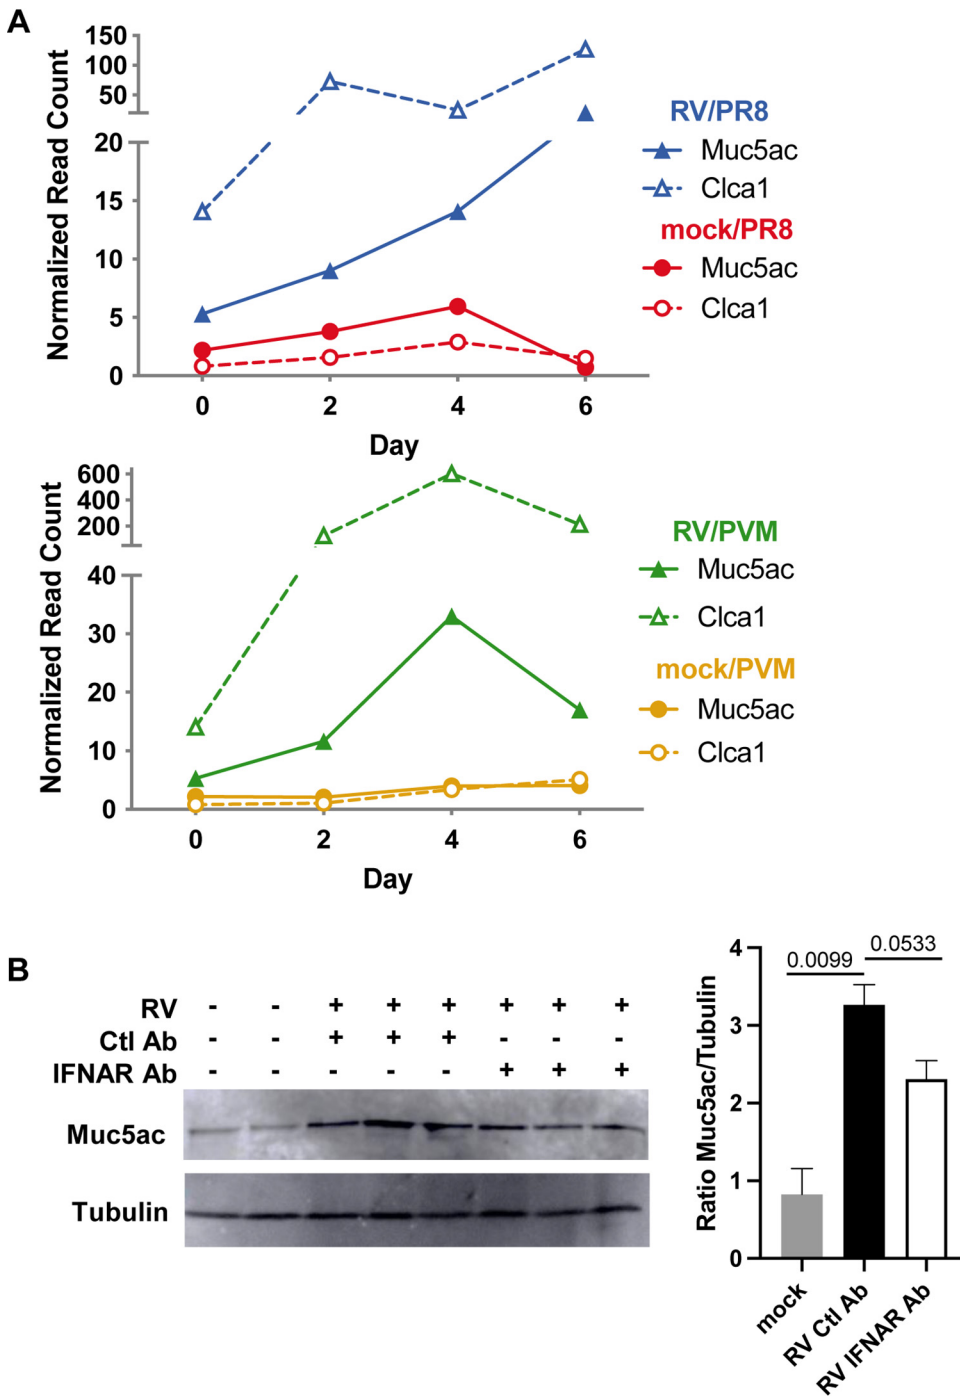 A
Normalized Read Count
150
100
50
20
15
10
5
0
0 2 4 6
Day
RV/PR8
Muc5ac
Clca1
mock/PR8
Muc5ac
Clca1
Normalized Read Count
600
400
200
40
30
20
10
0
0 2 4 6
Day
RV/PVM
Muc5ac
Clca1
mock/PVM
Muc5ac
Clca1
B
RV - - + + + + + +
Ctl Ab - - + + + - - -
IFNAR Ab - - - - - + + +
Muc5ac
Tubulin
Ratio Muc5ac/Tubulin
4
3
2
1
0
0.0099
0.0533
mock
RV Ctl Ab
RV IFNAR Ab